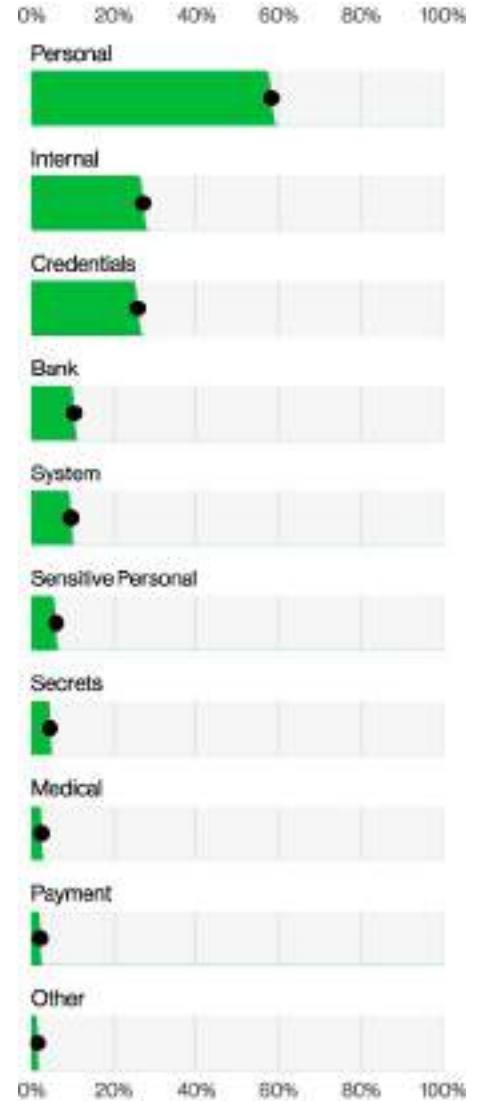 0% 20% 40% 60% 80% 100%
Personal
Internal
Credentials
Bank
System
Sensitive Personal
Secrets
Medical
Payment
Other
0% 20% 40% 60% 80% 100%